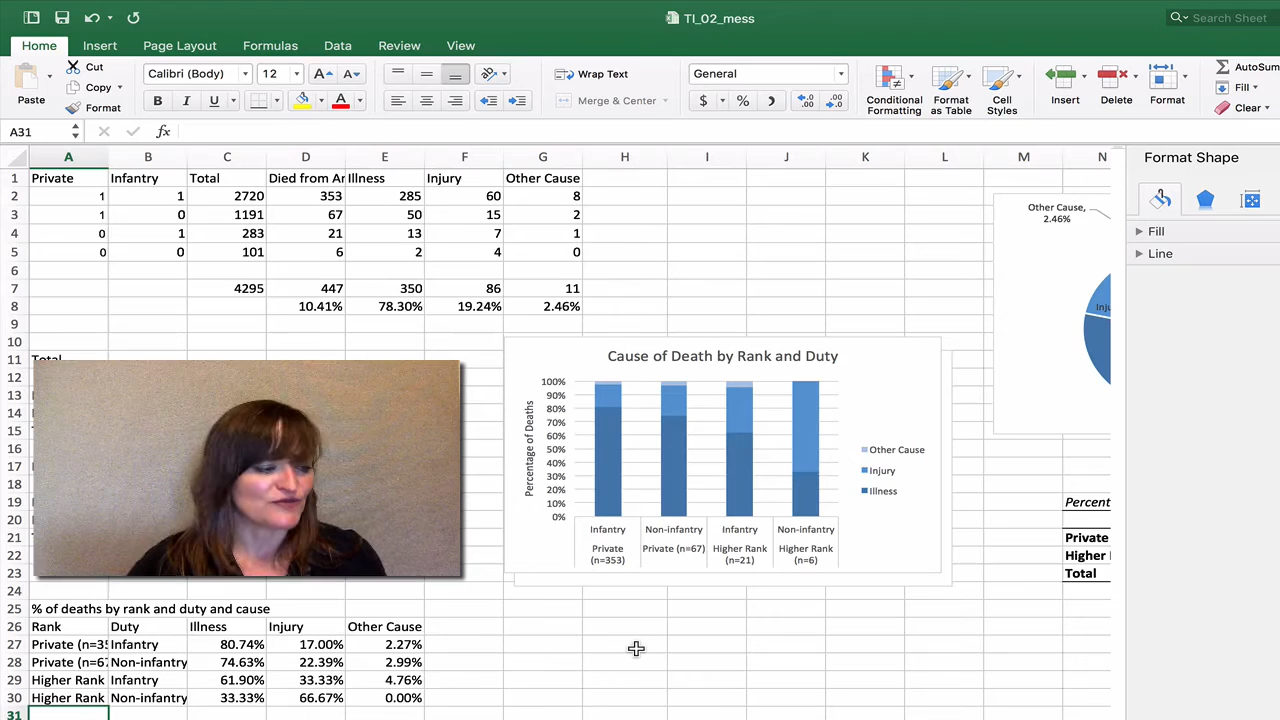 TI_02_mess
Search Sheet
Home Insert Page Layout Formulas Data Review View
Cut
Copy
Format
Paste
Calibri (Body) 12
B I U
Wrap Text
Merge & Center
General
$ %
Conditional Formatting
Format as Table
Cell Styles
Insert
Delete
Format
AutoSum
Fill
Clear
A31
fx
A B C D E F G H I J K L M N
1 Private Infantry Total Died from Ar Illness Injury Other Cause
2 1 1 2720 353 285 60 8
3 1 0 1191 67 50 15 2
4 0 1 283 21 13 7 1
5 0 0 101 6 2 4 0
6
7 4295 447 350 86 11
8 10.41% 78.30% 19.24% 2.46%
9
10
11 Total
12
13
14
15
16
17
18
19
20
21
22
23
24
25 % of deaths by rank and duty and cause
26 Rank Duty Illness Injury Other Cause
27 Private (n=35 Infantry 80.74% 17.00% 2.27%
28 Private (n=67 Non-infantry 74.63% 22.39% 2.99%
29 Higher Rank Infantry 61.90% 33.33% 4.76%
30 Higher Rank Non-infantry 33.33% 66.67% 0.00%
31
Cause of Death by Rank and Duty
Percentage of Deaths
100%
90%
80%
70%
60%
50%
40%
30%
20%
10%
0%
Infantry Non-infantry Infantry Non-infantry
Private (n=353) Private (n=67) Higher Rank (n=21) Higher Rank (n=6)
Other Cause
Injury
Illness
Other Cause,
2.46%
Percent
Private
Higher
Total
Format Shape
Fill
Line